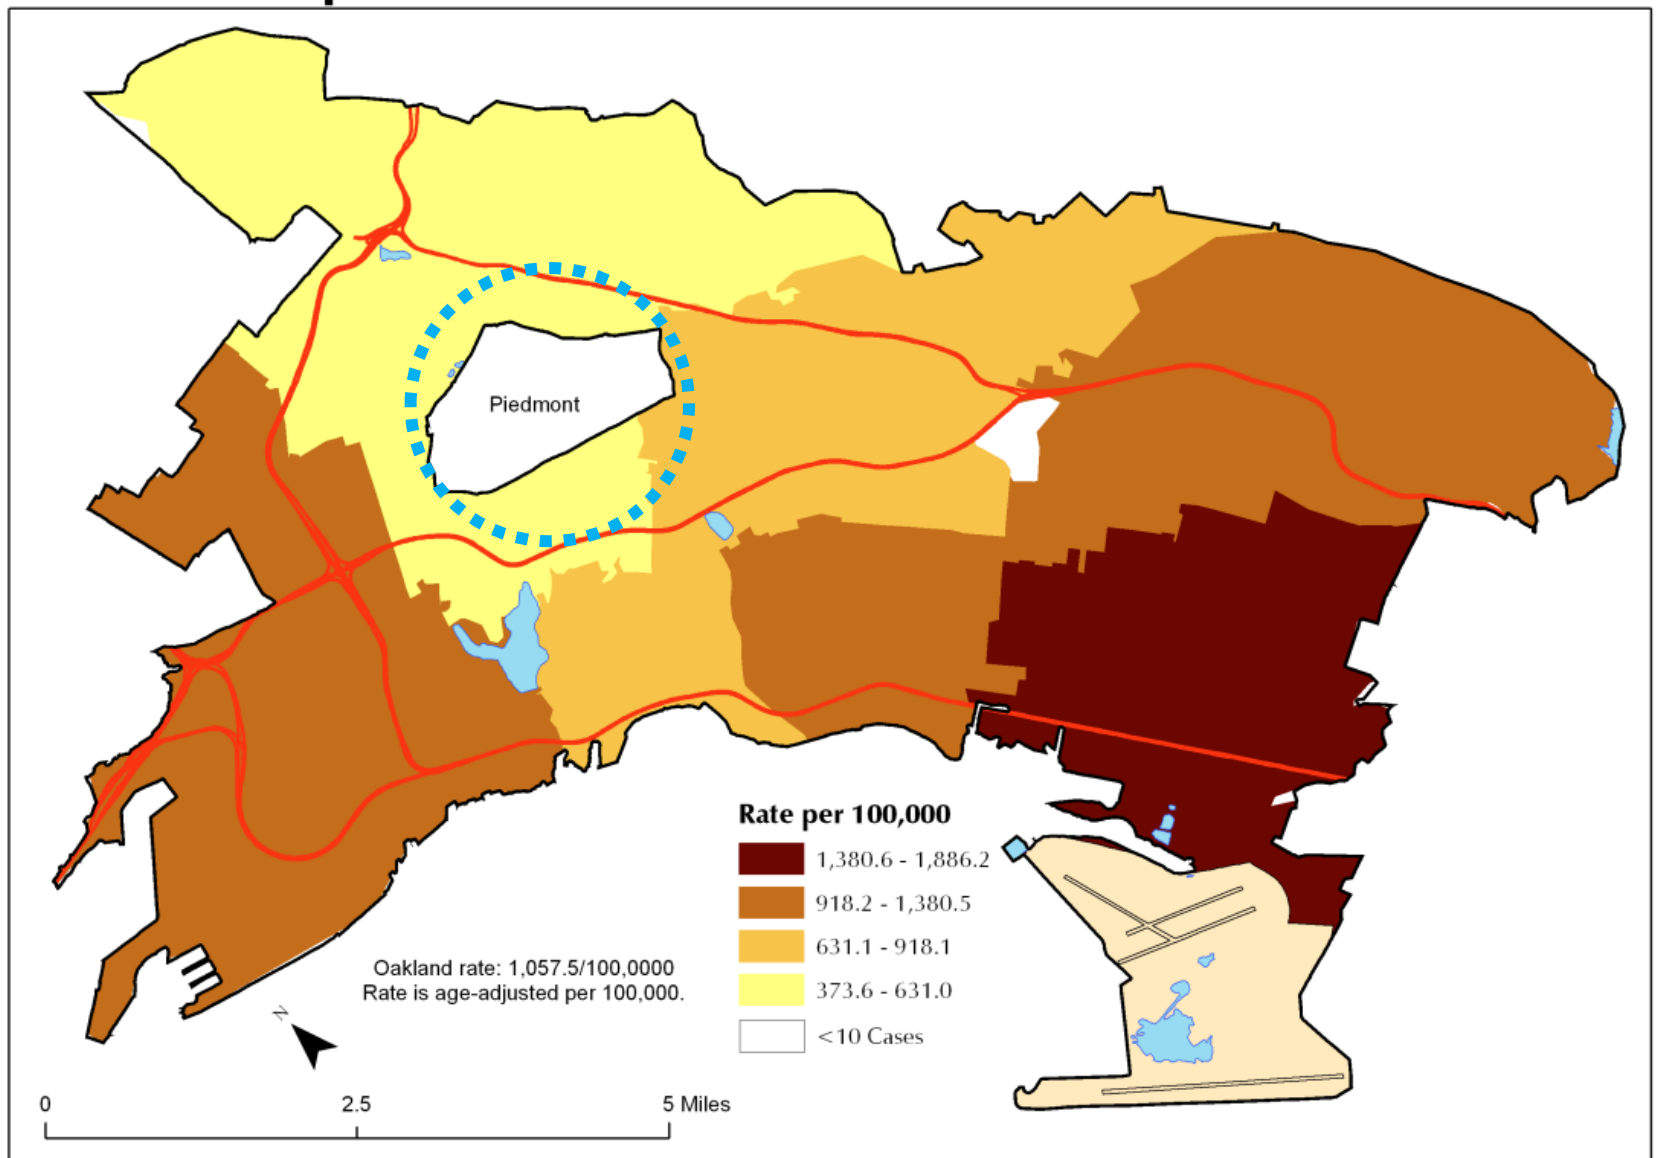 Piedmont
Rate per 100,000
1,380.6 - 1,886.2
918.2 - 1,380.5
631.1 - 918.1
373.6 - 631.0
<10 Cases
Oakland rate: 1,057.5/100,0000
Rate is age-adjusted per 100,000.
N
0 2.5 5 Miles